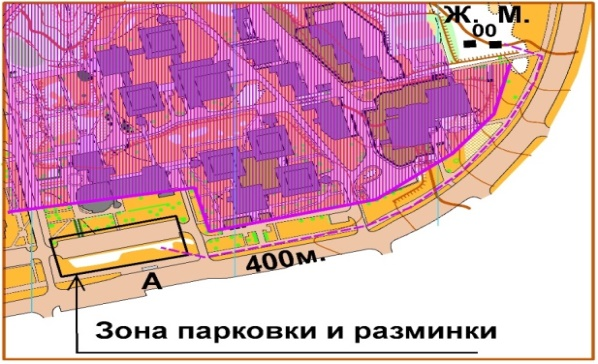 Ж. М.
00
400м.
А
Зона парковки и разминки